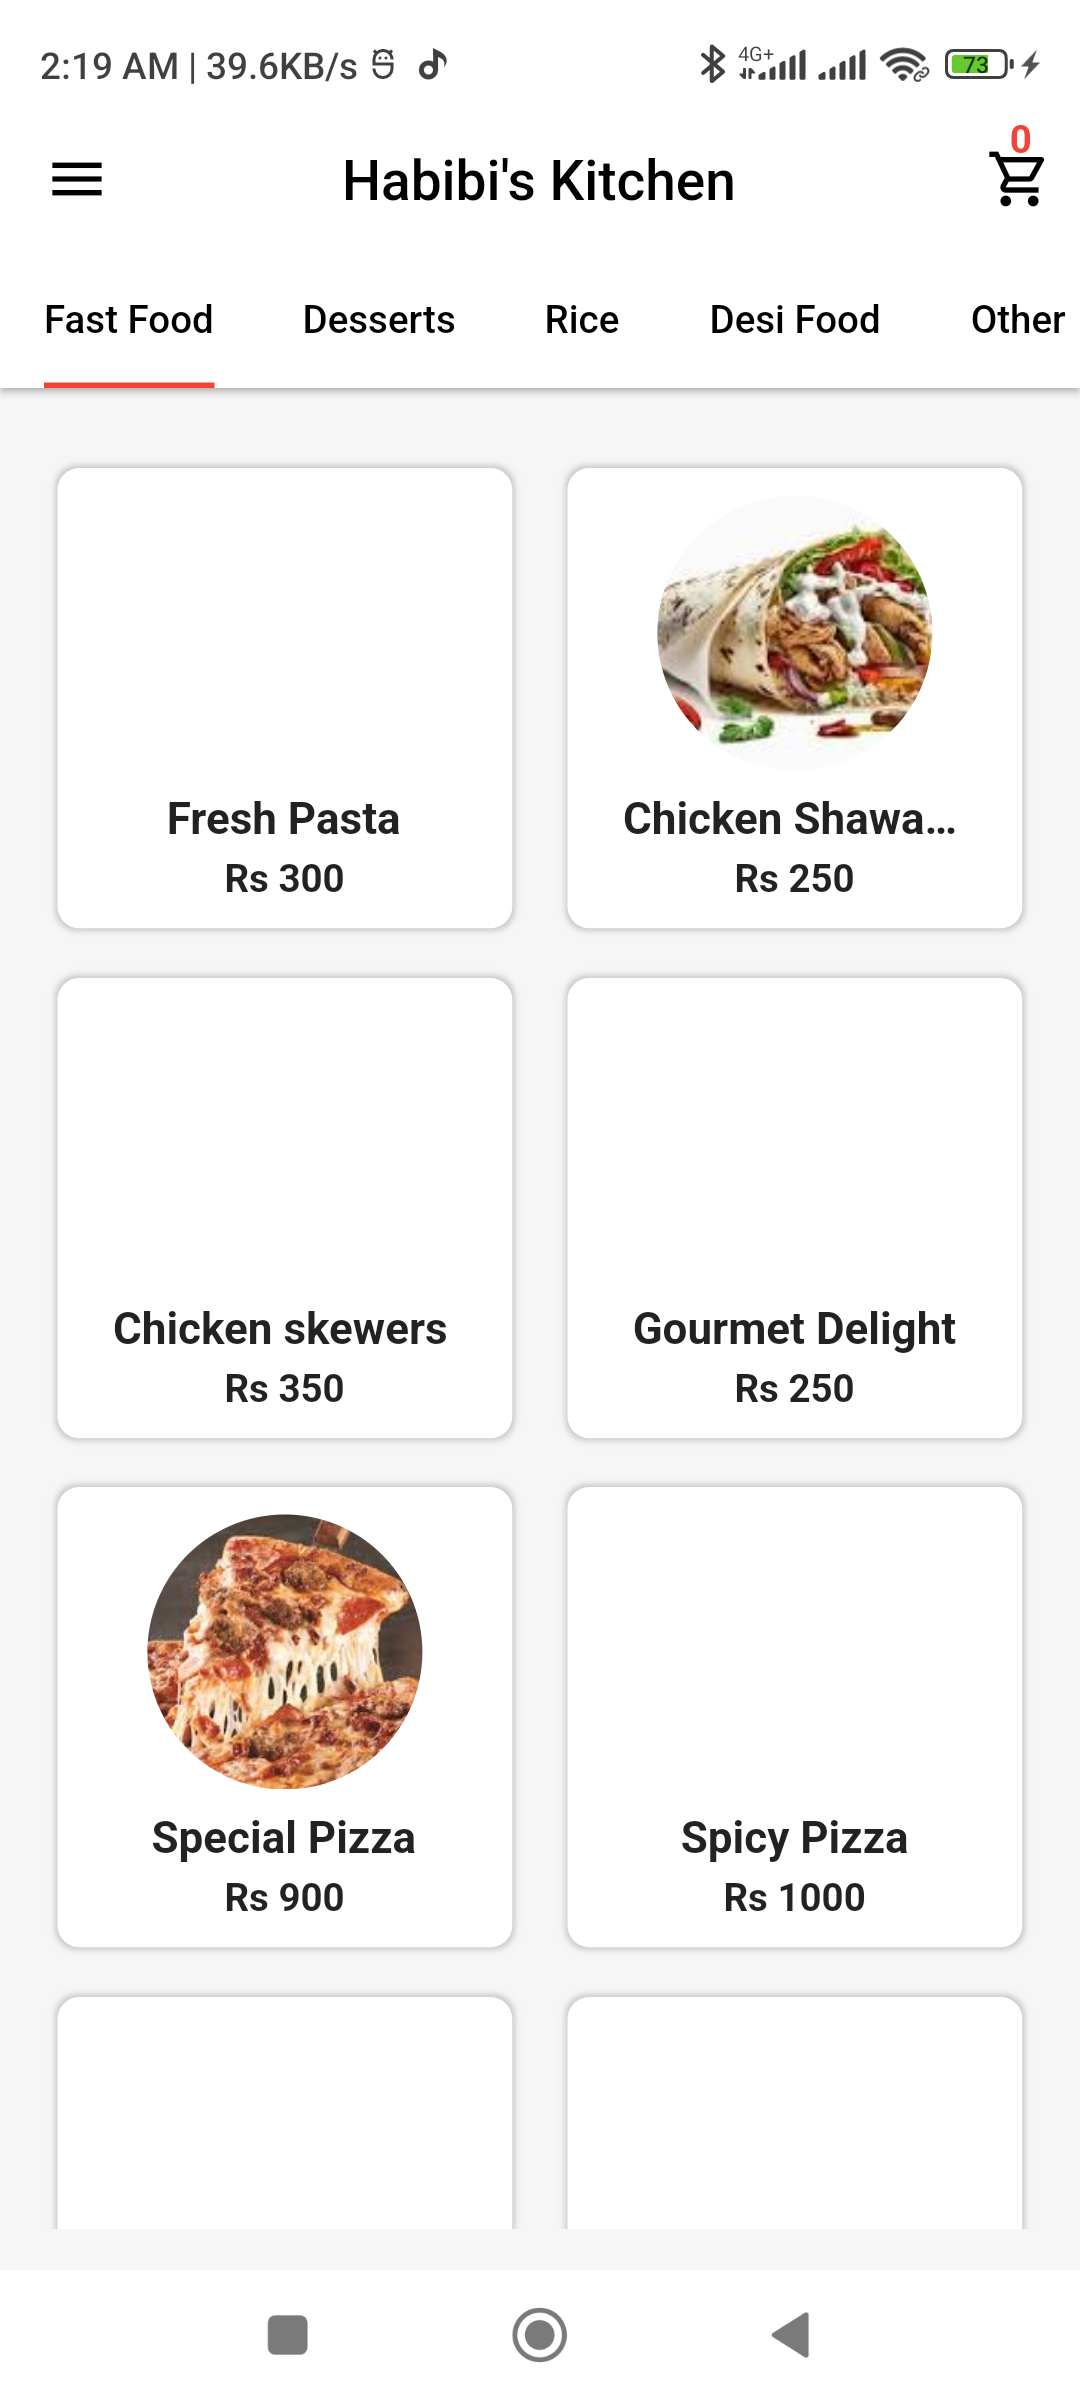 2:19 AM | 39.6KB/s 4G+ 73
0
Habibi's Kitchen
Fast Food Desserts Rice Desi Food Other
Fresh Pasta Chicken Shawa...
Rs 300 Rs 250
Chicken skewers Gourmet Delight
Rs 350 Rs 250
Special Pizza Spicy Pizza
Rs 900 Rs 1000